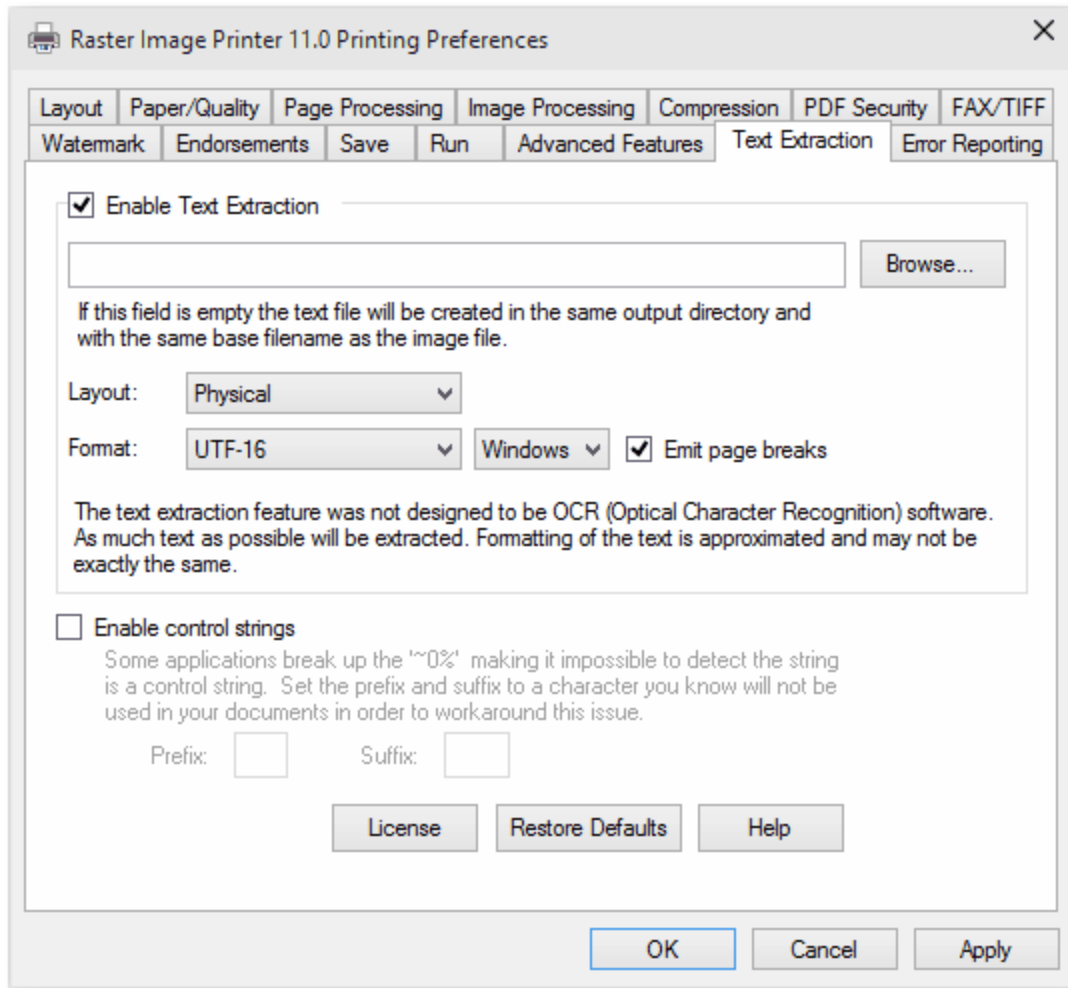 Raster Image Printer 11.0 Printing Preferences
Layout Paper/Quality Page Processing Image Processing Compression PDF Security FAX/TIFF
Watermark Endorsements Save Run Advanced Features Text Extraction Error Reporting
Enable Text Extraction
Browse...
If this field is empty the text file will be created in the same output directory and
with the same base filename as the image file.
Layout: Physical
Format: UTF-16 Windows Emit page breaks
The text extraction feature was not designed to be OCR (Optical Character Recognition) software.
As much text as possible will be extracted. Formatting of the text is approximated and may not be
exactly the same.
Enable control strings
Some applications break up the '~0%' making it impossible to detect the string
is a control string. Set the prefix and suffix to a character you know will not be
used in your documents in order to workaround this issue.
Prefix: Suffix:
License Restore Defaults Help
OK Cancel Apply